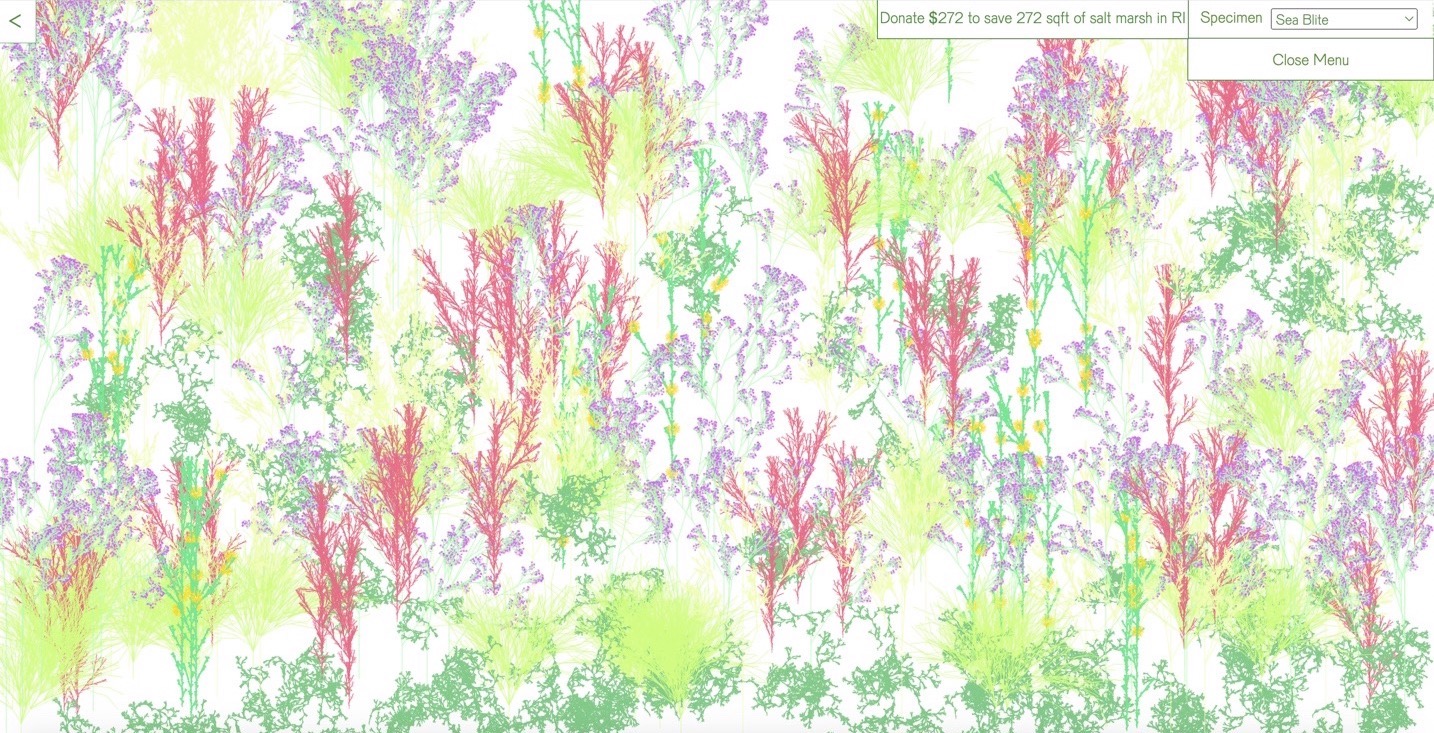 <
Donate $272 to save 272 sqft of salt marsh in RI
Specimen
Sea Blite
Close Menu